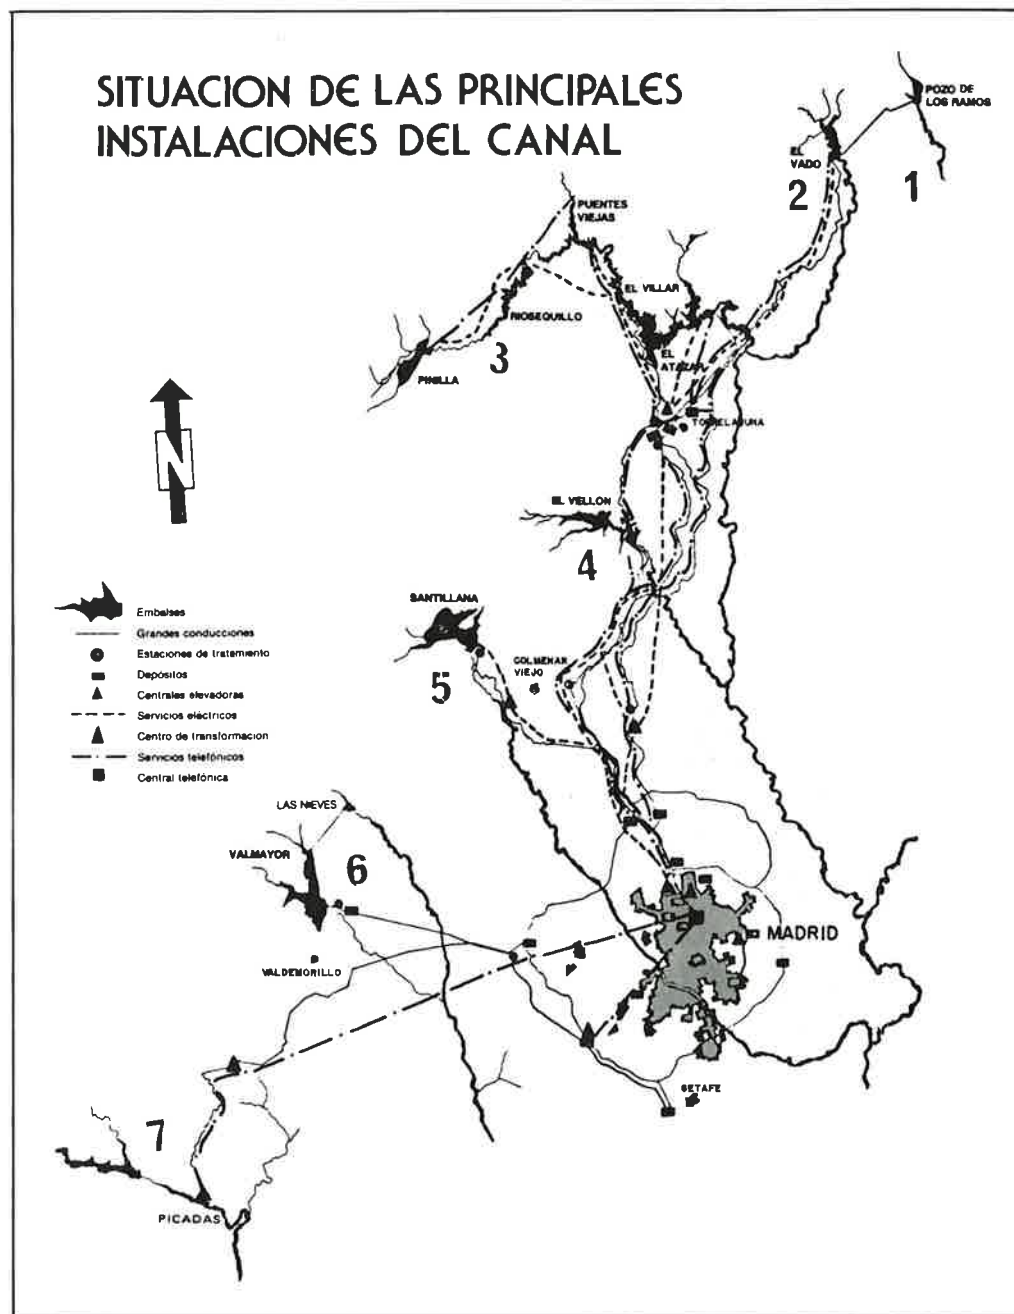 SITUACION DE LAS PRINCIPALES
INSTALACIONES DEL CANAL
POZO DE
LOS RAMOS
EL
VADO
1
2
PUENTES
VIEJAS
EL VILLAR
RIOSEQUILLO
3
EL
ATAZAR
PINILLA
TORRELAGUNA
N
EL VELLON
4
SANTILLANA
COLMENAR
VIEJO
5
Embalses
Grandes conducciones
Estaciones de tratamiento
Depósitos
Centrales elevadoras
Servicios eléctricos
Centro de transformacion
Servicios telefónicos
Central telefónica
LAS NIEVES
VALMAYOR
6
MADRID
VALDEMORILLO
GETAFE
7
PICADAS